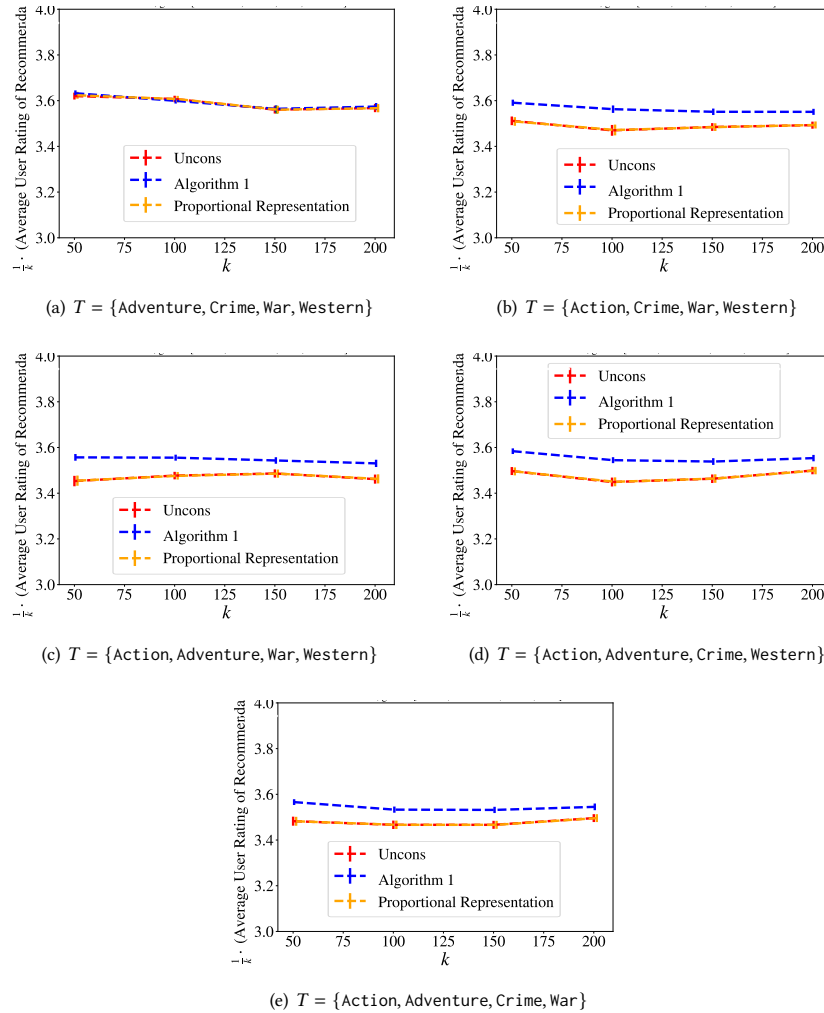 4.0 4.0
3.8 3.8
3.6 3.6
3.4 3.4
3.2 3.2
3.0 3.0
1/k · (Average User Rating of Recommenda
1/k · (Average User Rating of Recommenda
Uncons
Algorithm 1
Proportional Representation
Uncons
Algorithm 1
Proportional Representation
50 75 100 125 150 175 200
50 75 100 125 150 175 200
k k
(a) T = {Adventure, Crime, War, Western}
(b) T = {Action, Crime, War, Western}
4.0 4.0
3.8 3.8
3.6 3.6
3.4 3.4
3.2 3.2
3.0 3.0
1/k · (Average User Rating of Recommenda
1/k · (Average User Rating of Recommenda
Uncons
Algorithm 1
Proportional Representation
Uncons
Algorithm 1
Proportional Representation
50 75 100 125 150 175 200
50 75 100 125 150 175 200
k k
(c) T = {Action, Adventure, War, Western}
(d) T = {Action, Adventure, Crime, Western}
4.0
3.8
3.6
3.4
3.2
3.0
1/k · (Average User Rating of Recommenda
Uncons
Algorithm 1
Proportional Representation
50 75 100 125 150 175 200
k
(e) T = {Action, Adventure, Crime, War}